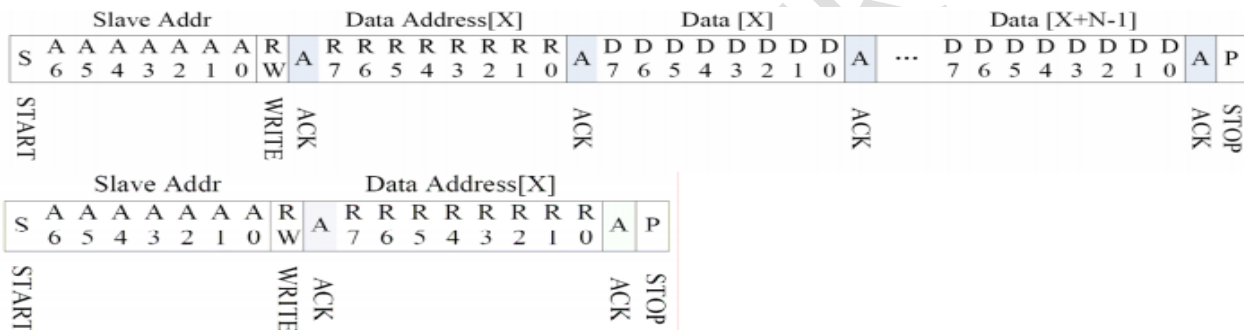 Slave Addr Data Address[X] Data [X] Data [X+N-1]
S A A A A A A A R A R R R R R R R R A D D D D D D D D A ... D D D D D D D D A P
6 5 4 3 2 1 0 W 7 6 5 4 3 2 1 0 7 6 5 4 3 2 1 0 7 6 5 4 3 2 1 0
START WRITE ACK ACK ACK ACK STOP
Slave Addr Data Address[X]
S A A A A A A A R A R R R R R R R R A P
6 5 4 3 2 1 0 W 7 6 5 4 3 2 1 0
START WRITE ACK ACK STOP